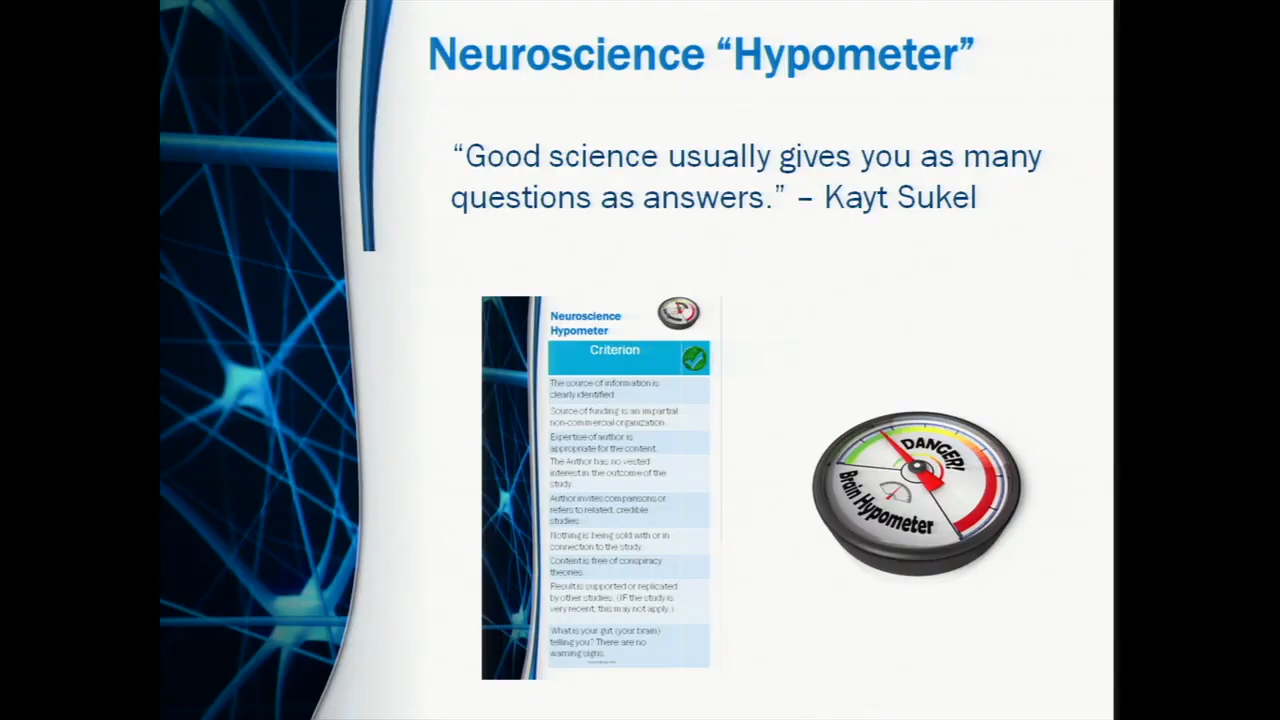 Neuroscience “Hypometer”
“Good science usually gives you as many
questions as answers.” – Kayt Sukel
Neuroscience
Hypometer
Criterion
The source of information is
clearly identified.
Source of funding is an impartial
non-commercial organization.
Expertise of author is
appropriate for the content.
The Author has no vested
interest in the outcome of the
study.
Author invites comparisons or
refers to related, credible
studies.
Nothing is being sold with or in
connection to the study.
Content is free of conspiracy
theories.
Result is supported or replicated
by other studies. (IF the study is
very recent, this may not apply.)
What is your gut (your brain)
telling you? There are no
warning signs.
DANGER!
Brain Hypometer